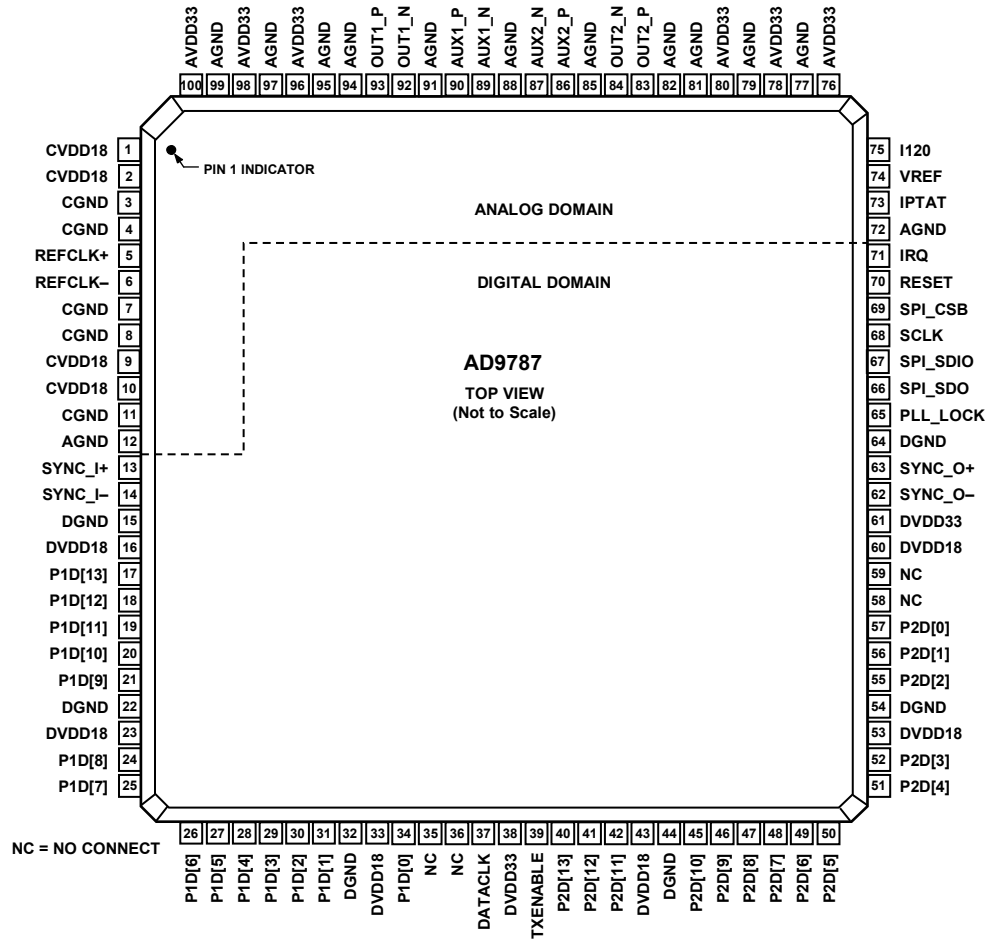 AVDD33
AGND
AVDD33
AGND
AVDD33
AGND
AGND
OUT1_P
OUT1_N
AGND
AUX1_P
AUX1_N
AGND
AUX2_N
AUX2_P
AGND
OUT2_N
OUT2_P
AGND
AGND
AVDD33
AGND
AVDD33
AGND
AVDD33
100 99 98 97 96 95 94 93 92 91 90 89 88 87 86 85 84 83 82 81 80 79 78 77 76
CVDD18 1
CVDD18 2
CGND 3
CGND 4
REFCLK+ 5
REFCLK– 6
CGND 7
CGND 8
CVDD18 9
CVDD18 10
CGND 11
AGND 12
SYNC_I+ 13
SYNC_I– 14
DGND 15
DVDD18 16
P1D[13] 17
P1D[12] 18
P1D[11] 19
P1D[10] 20
P1D[9] 21
DGND 22
DVDD18 23
P1D[8] 24
P1D[7] 25
PIN 1 INDICATOR
ANALOG DOMAIN
DIGITAL DOMAIN
AD9787
TOP VIEW
(Not to Scale)
75 I120
74 VREF
73 IPTAT
72 AGND
71 IRQ
70 RESET
69 SPI_CSB
68 SCLK
67 SPI_SDIO
66 SPI_SDO
65 PLL_LOCK
64 DGND
63 SYNC_O+
62 SYNC_O–
61 DVDD33
60 DVDD18
59 NC
58 NC
57 P2D[0]
56 P2D[1]
55 P2D[2]
54 DGND
53 DVDD18
52 P2D[3]
51 P2D[4]
26 27 28 29 30 31 32 33 34 35 36 37 38 39 40 41 42 43 44 45 46 47 48 49 50
NC = NO CONNECT
P1D[6]
P1D[5]
P1D[4]
P1D[3]
P1D[2]
P1D[1]
DGND
DVDD18
P1D[0]
NC
NC
DATACLK
DVDD33
TXENABLE
P2D[13]
P2D[12]
P2D[11]
DVDD18
DGND
P2D[10]
P2D[9]
P2D[8]
P2D[7]
P2D[6]
P2D[5]